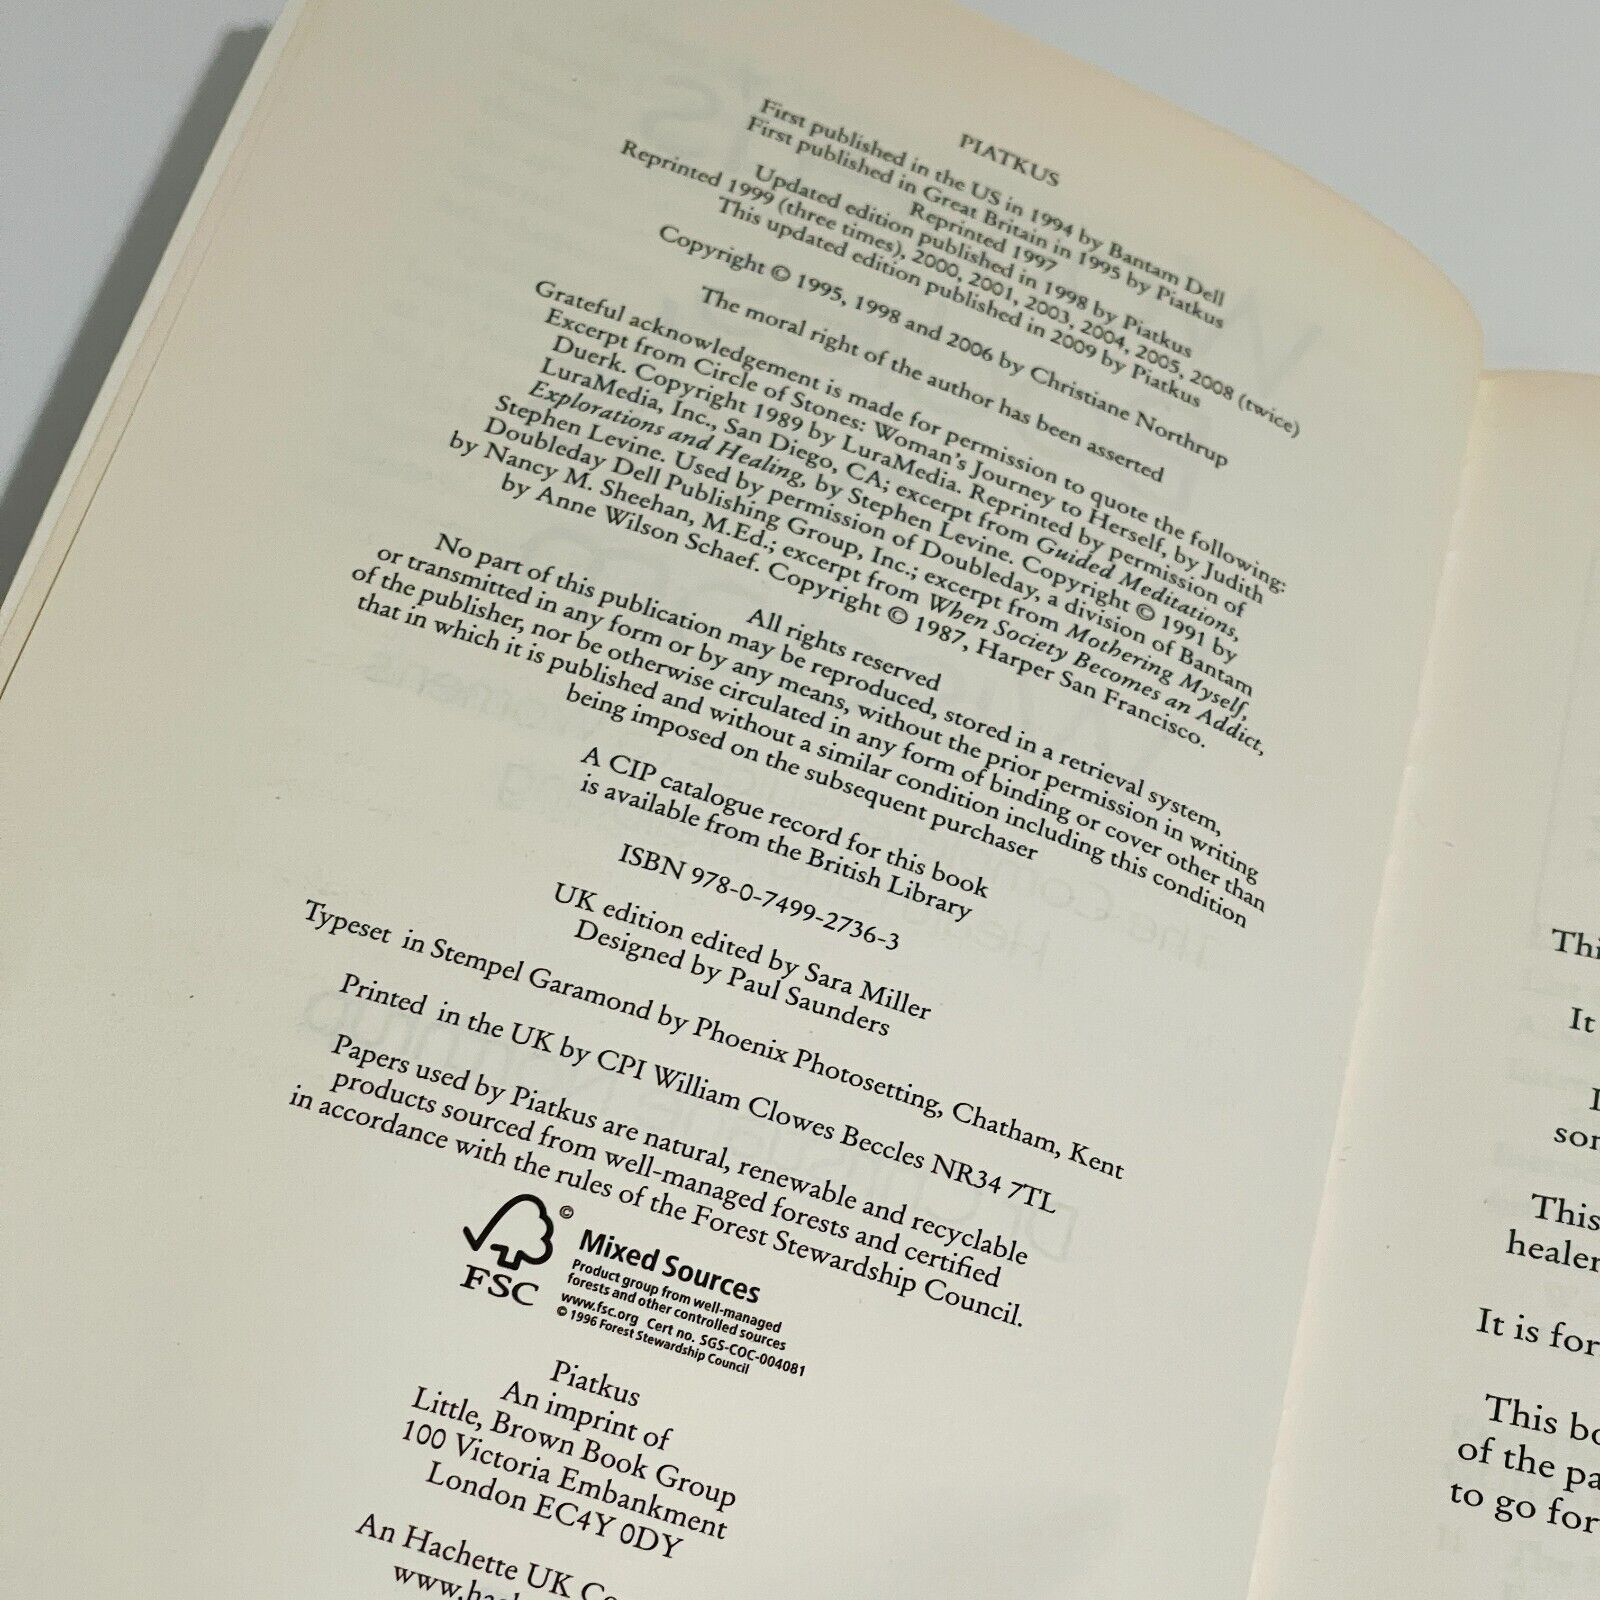 PIATKUS
First published in the US in 1994 by Bantam Dell
First published in Great Britain in 1995 by Piatkus
Reprinted 1997
Updated edition published in 1998 by Piatkus
Reprinted 1999 (three times), 2000, 2001, 2003, 2004, 2005, 2008 (twice)
This updated edition published in 2009 by Piatkus
Copyright © 1995, 1998 and 2006 by Christiane Northrup
The moral right of the author has been asserted
Grateful acknowledgement is made for permission to quote the following:
Excerpt from Circle of Stones: Woman's Journey to Herself, by Judith
Duerk. Copyright 1989 by LuraMedia. Reprinted by permission of
LuraMedia, Inc., San Diego, CA; excerpt from Guided Meditations,
Explorations and Healing, by Stephen Levine. Copyright © 1991 by
Stephen Levine. Used by permission of Doubleday, a division of Bantam
Doubleday Dell Publishing Group, Inc.; excerpt from Mothering Myself,
by Nancy M. Sheehan, M.Ed.; excerpt from When Society Becomes an Addict,
by Anne Wilson Schaef. Copyright © 1987, Harper San Francisco.
All rights reserved
No part of this publication may be reproduced, stored in a retrieval system,
or transmitted in any form or by any means, without the prior permission in writing
of the publisher, nor be otherwise circulated in any form of binding or cover other than
that in which it is published and without a similar condition including this condition
being imposed on the subsequent purchaser
A CIP catalogue record for this book
is available from the British Library
ISBN 978-0-7499-2736-3
UK edition edited by Sara Miller
Designed by Paul Saunders
Typeset in Stempel Garamond by Phoenix Photosetting, Chatham, Kent
Printed in the UK by CPI William Clowes Beccles NR34 7TL
Papers used by Piatkus are natural, renewable and recyclable
products sourced from well-managed forests and certified
in accordance with the rules of the Forest Stewardship Council.
FSC
©
Mixed Sources
Product group from well-managed
forests and other controlled sources
www.fsc.org Cert no. SGS-COC-004081
© 1996 Forest Stewardship Council
Piatkus
An imprint of
Little, Brown Book Group
100 Victoria Embankment
London EC4Y 0DY
An Hachette UK Co
www.hac
Thi
It
I
son
This
healer
It is for
This bo
of the pa
to go for